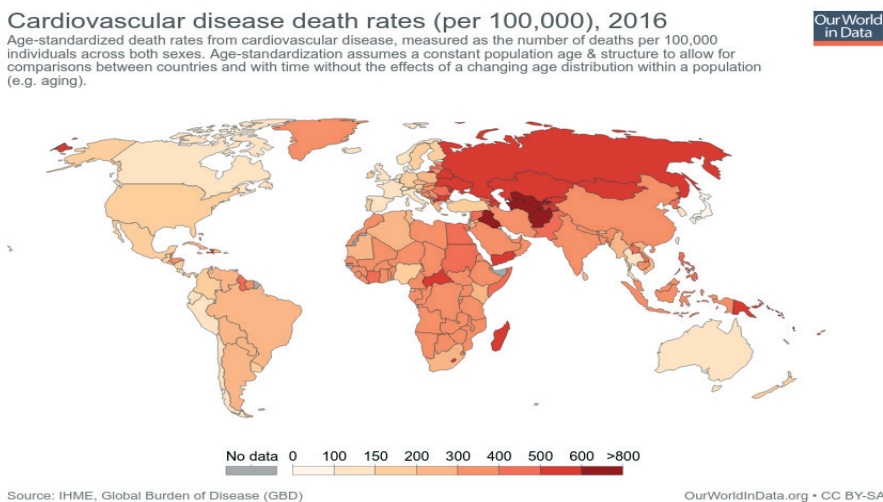 Cardiovascular disease death rates (per 100,000), 2016
Our World
in Data
Age-standardized death rates from cardiovascular disease, measured as the number of deaths per 100,000
individuals across both sexes. Age-standardization assumes a constant population age & structure to allow for
comparisons between countries and with time without the effects of a changing age distribution within a population
(e.g. aging).
No data 0 100 150 200 300 400 500 600 >800
Source: IHME, Global Burden of Disease (GBD)
OurWorldInData.org • CC BY-SA